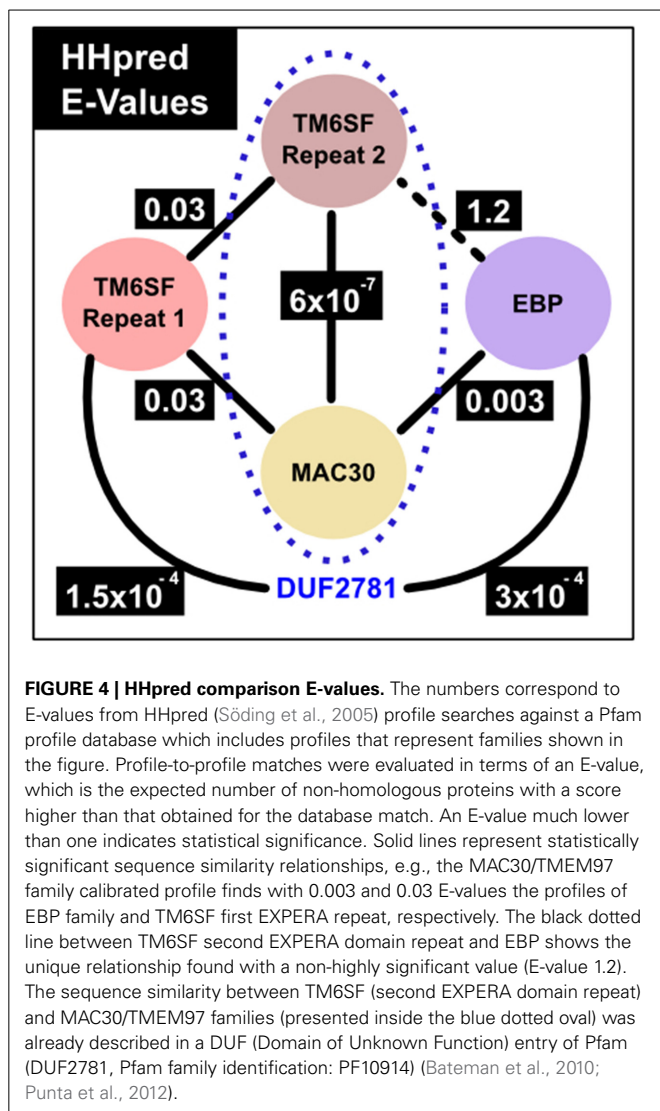 HHpred
E-Values
TM6SF
Repeat 2
0.03
1.2
TM6SF
Repeat 1
6x10⁻⁷
EBP
0.03
0.003
MAC30
1.5x10⁻⁴
DUF2781
3x10⁻⁴
FIGURE 4 | HHpred comparison E-values. The numbers correspond to
E-values from HHpred (Söding et al., 2005) profile searches against a Pfam
profile database which includes profiles that represent families shown in
the figure. Profile-to-profile matches were evaluated in terms of an E-value,
which is the expected number of non-homologous proteins with a score
higher than that obtained for the database match. An E-value much lower
than one indicates statistical significance. Solid lines represent statistically
significant sequence similarity relationships, e.g., the MAC30/TMEM97
family calibrated profile finds with 0.003 and 0.03 E-values the profiles of
EBP family and TM6SF first EXPERA repeat, respectively. The black dotted
line between TM6SF second EXPERA domain repeat and EBP shows the
unique relationship found with a non-highly significant value (E-value 1.2).
The sequence similarity between TM6SF (second EXPERA domain repeat)
and MAC30/TMEM97 families (presented inside the blue dotted oval) was
already described in a DUF (Domain of Unknown Function) entry of Pfam
(DUF2781, Pfam family identification: PF10914) (Bateman et al., 2010;
Punta et al., 2012).